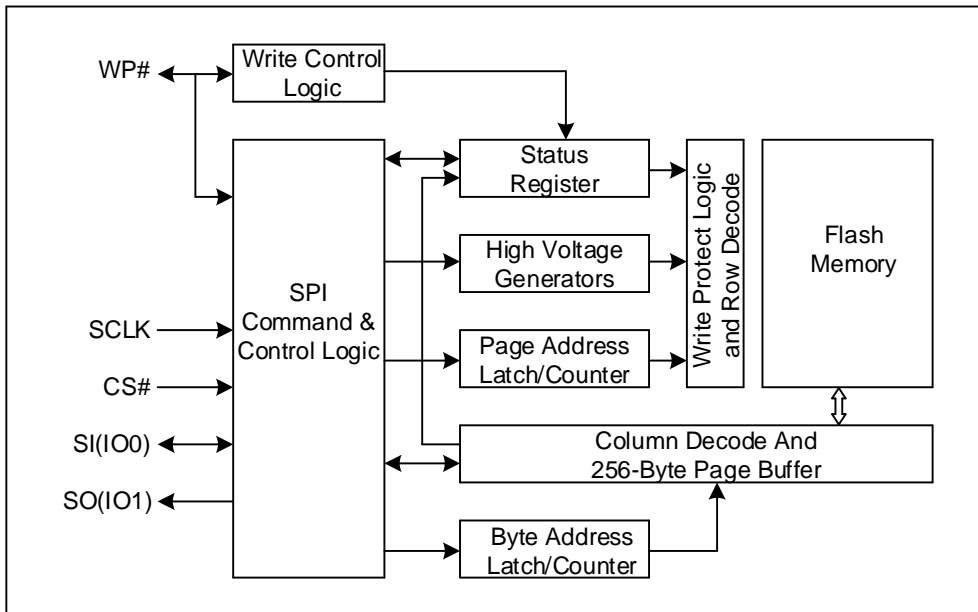 WP#
Write Control
Logic
SPI
Command &
Control Logic
SCLK
CS#
SI(IO0)
SO(IO1)
Status
Register
High Voltage
Generators
Page Address
Latch/Counter
Write Protect Logic
and Row Decode
Flash
Memory
Column Decode And
256-Byte Page Buffer
Byte Address
Latch/Counter